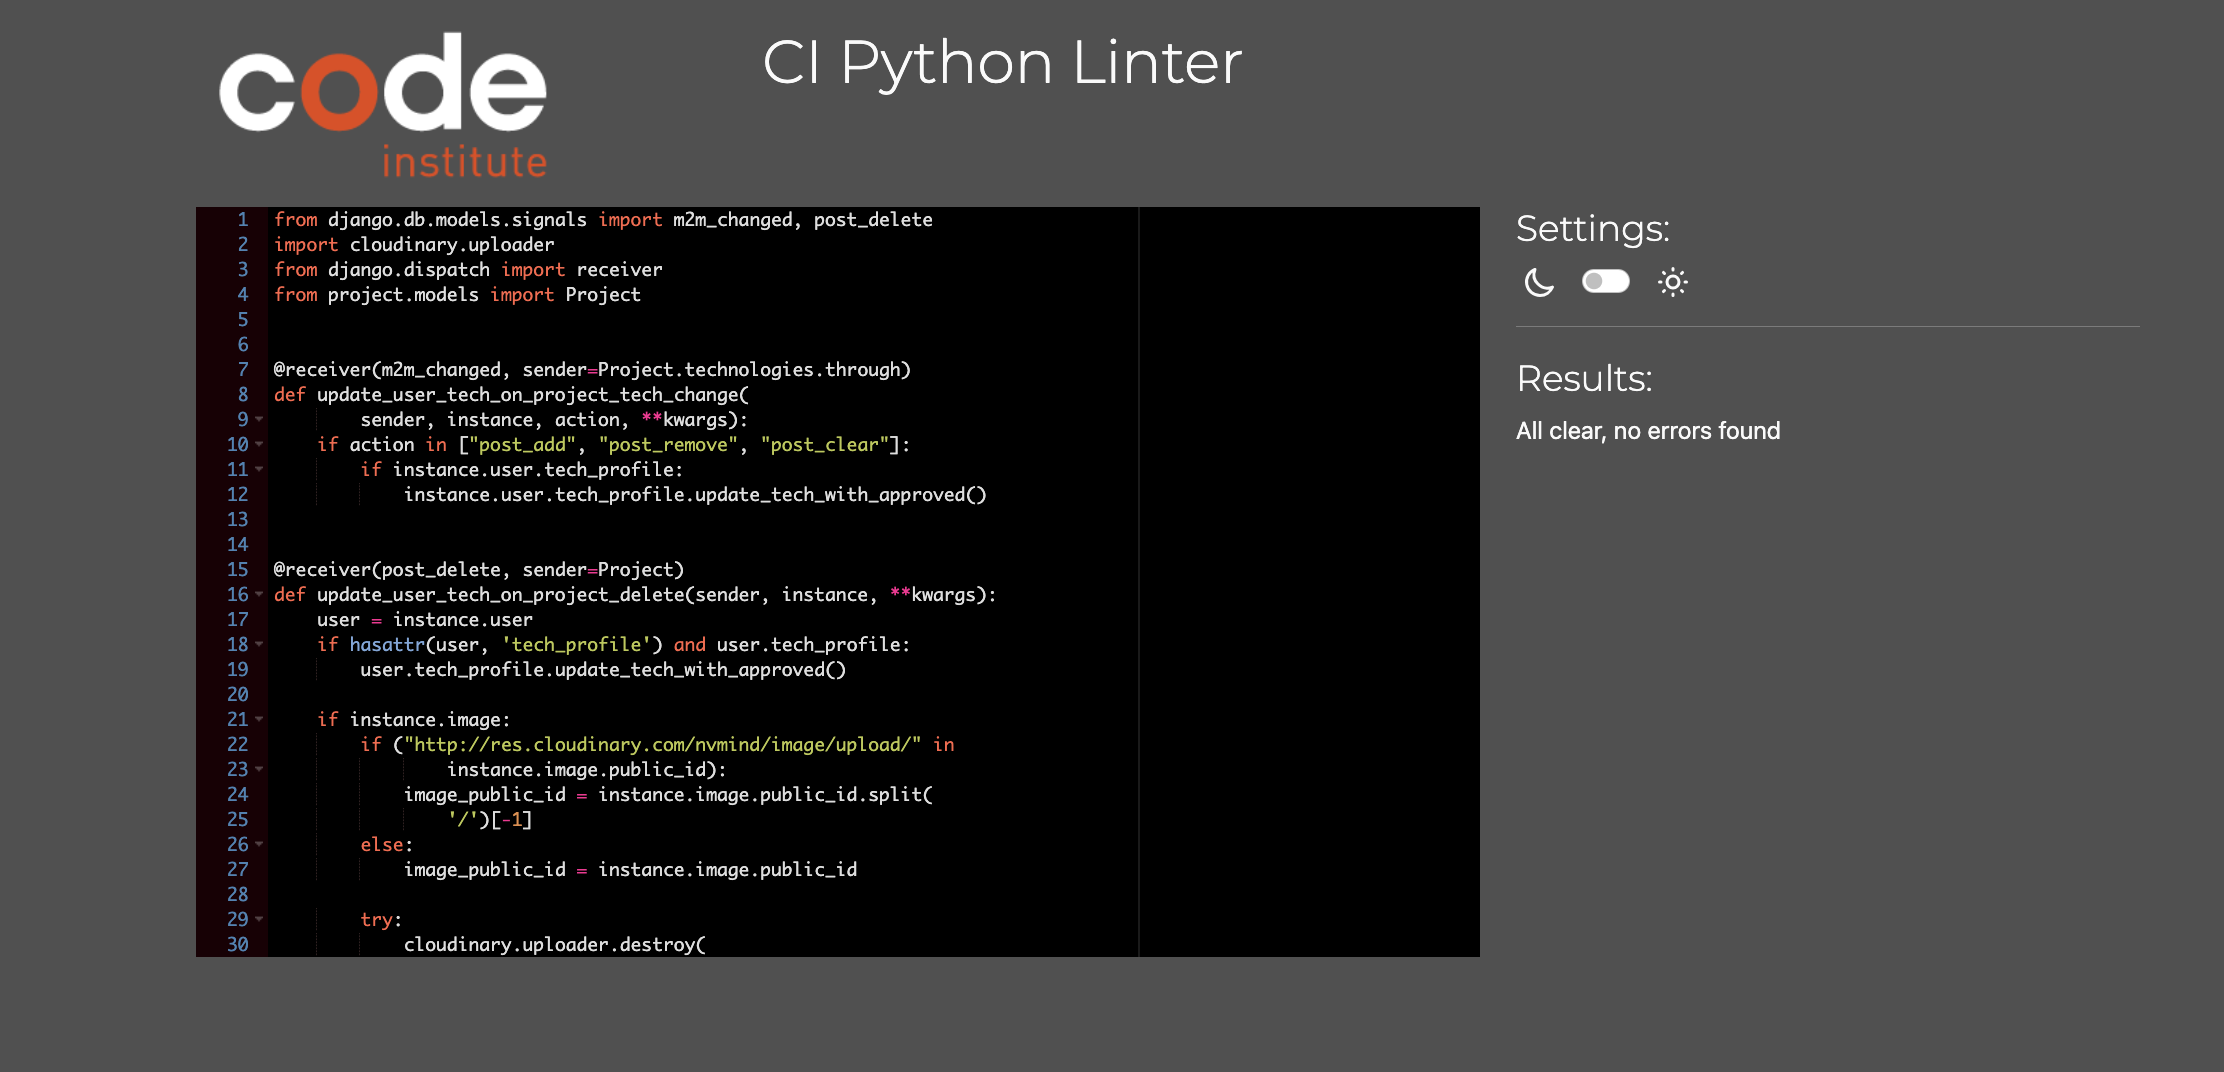 code
institute
CI Python Linter
1 from django.db.models.signals import m2m_changed, post_delete
2 import cloudinary.uploader
3 from django.dispatch import receiver
4 from project.models import Project
5
6
7 @receiver(m2m_changed, sender=Project.technologies.through)
8 def update_user_tech_on_project_tech_change(
9         sender, instance, action, **kwargs):
10     if action in ["post_add", "post_remove", "post_clear"]:
11         if instance.user.tech_profile:
12             instance.user.tech_profile.update_tech_with_approved()
13
14
15 @receiver(post_delete, sender=Project)
16 def update_user_tech_on_project_delete(sender, instance, **kwargs):
17     user = instance.user
18     if hasattr(user, 'tech_profile') and user.tech_profile:
19         user.tech_profile.update_tech_with_approved()
20
21     if instance.image:
22         if ("http://res.cloudinary.com/nvmind/image/upload/" in
23                 instance.image.public_id):
24             image_public_id = instance.image.public_id.split(
25                 '/')[-1]
26         else:
27             image_public_id = instance.image.public_id
28
29         try:
30             cloudinary.uploader.destroy(
Settings:
Results:
All clear, no errors found